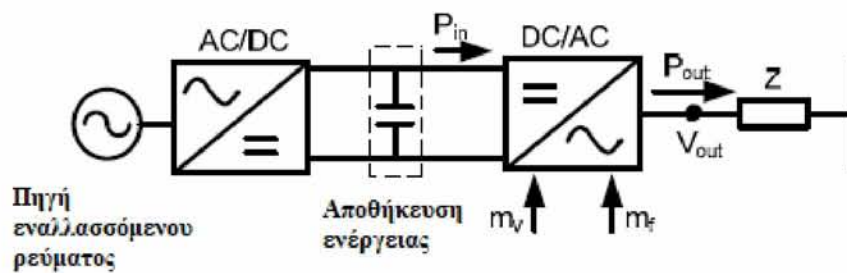 AC/DC
P_in
DC/AC
P_out
Z
V_out
m_v
m_f
Πηγή
εναλλασσόμενου
ρεύματος
Αποθήκευση
ενέργειας